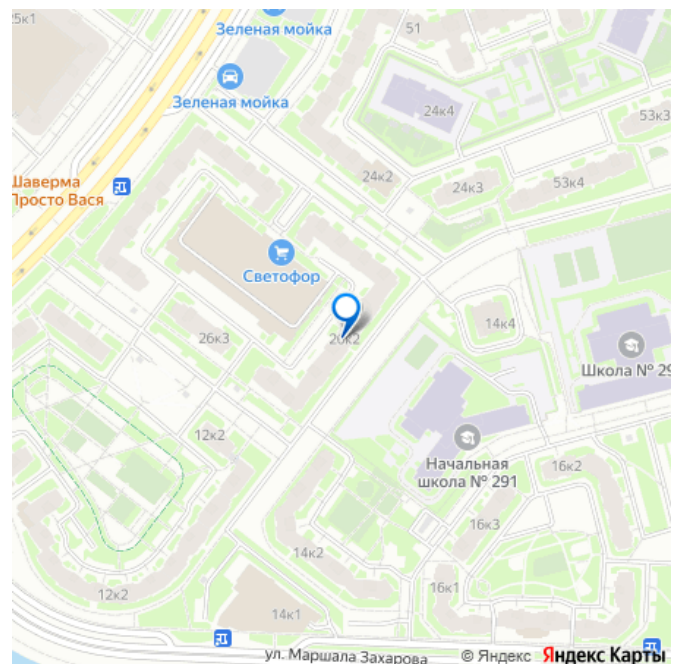 25к1
Зеленая мойка
51
Зеленая мойка
24к4
53к3
Шаверма
Просто Вася
24к2
24к3
53к4
Светофор
26к3
14к4
Школа № 29
12к2
Начальная
школа № 291
16к2
16к3
14к2
12к2
16к1
14к1
ул. Маршала Захарова
© Яндекс Яндекс Карты